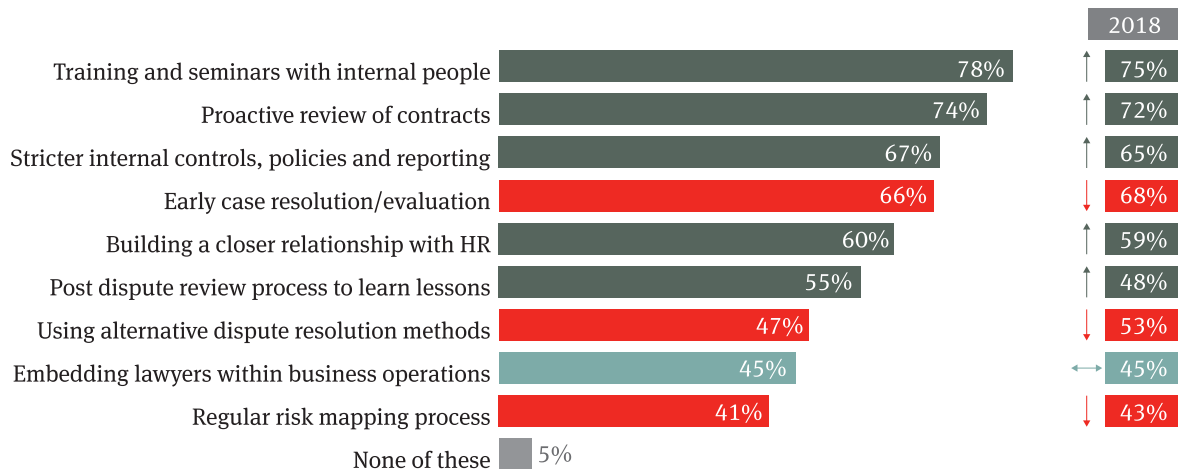 2018
Training and seminars with internal people 78% 75%
Proactive review of contracts 74% 72%
Stricter internal controls, policies and reporting 67% 65%
Early case resolution/evaluation 66% 68%
Building a closer relationship with HR 60% 59%
Post dispute review process to learn lessons 55% 48%
Using alternative dispute resolution methods 47% 53%
Embedding lawyers within business operations 45% 45%
Regular risk mapping process 41% 43%
None of these 5%